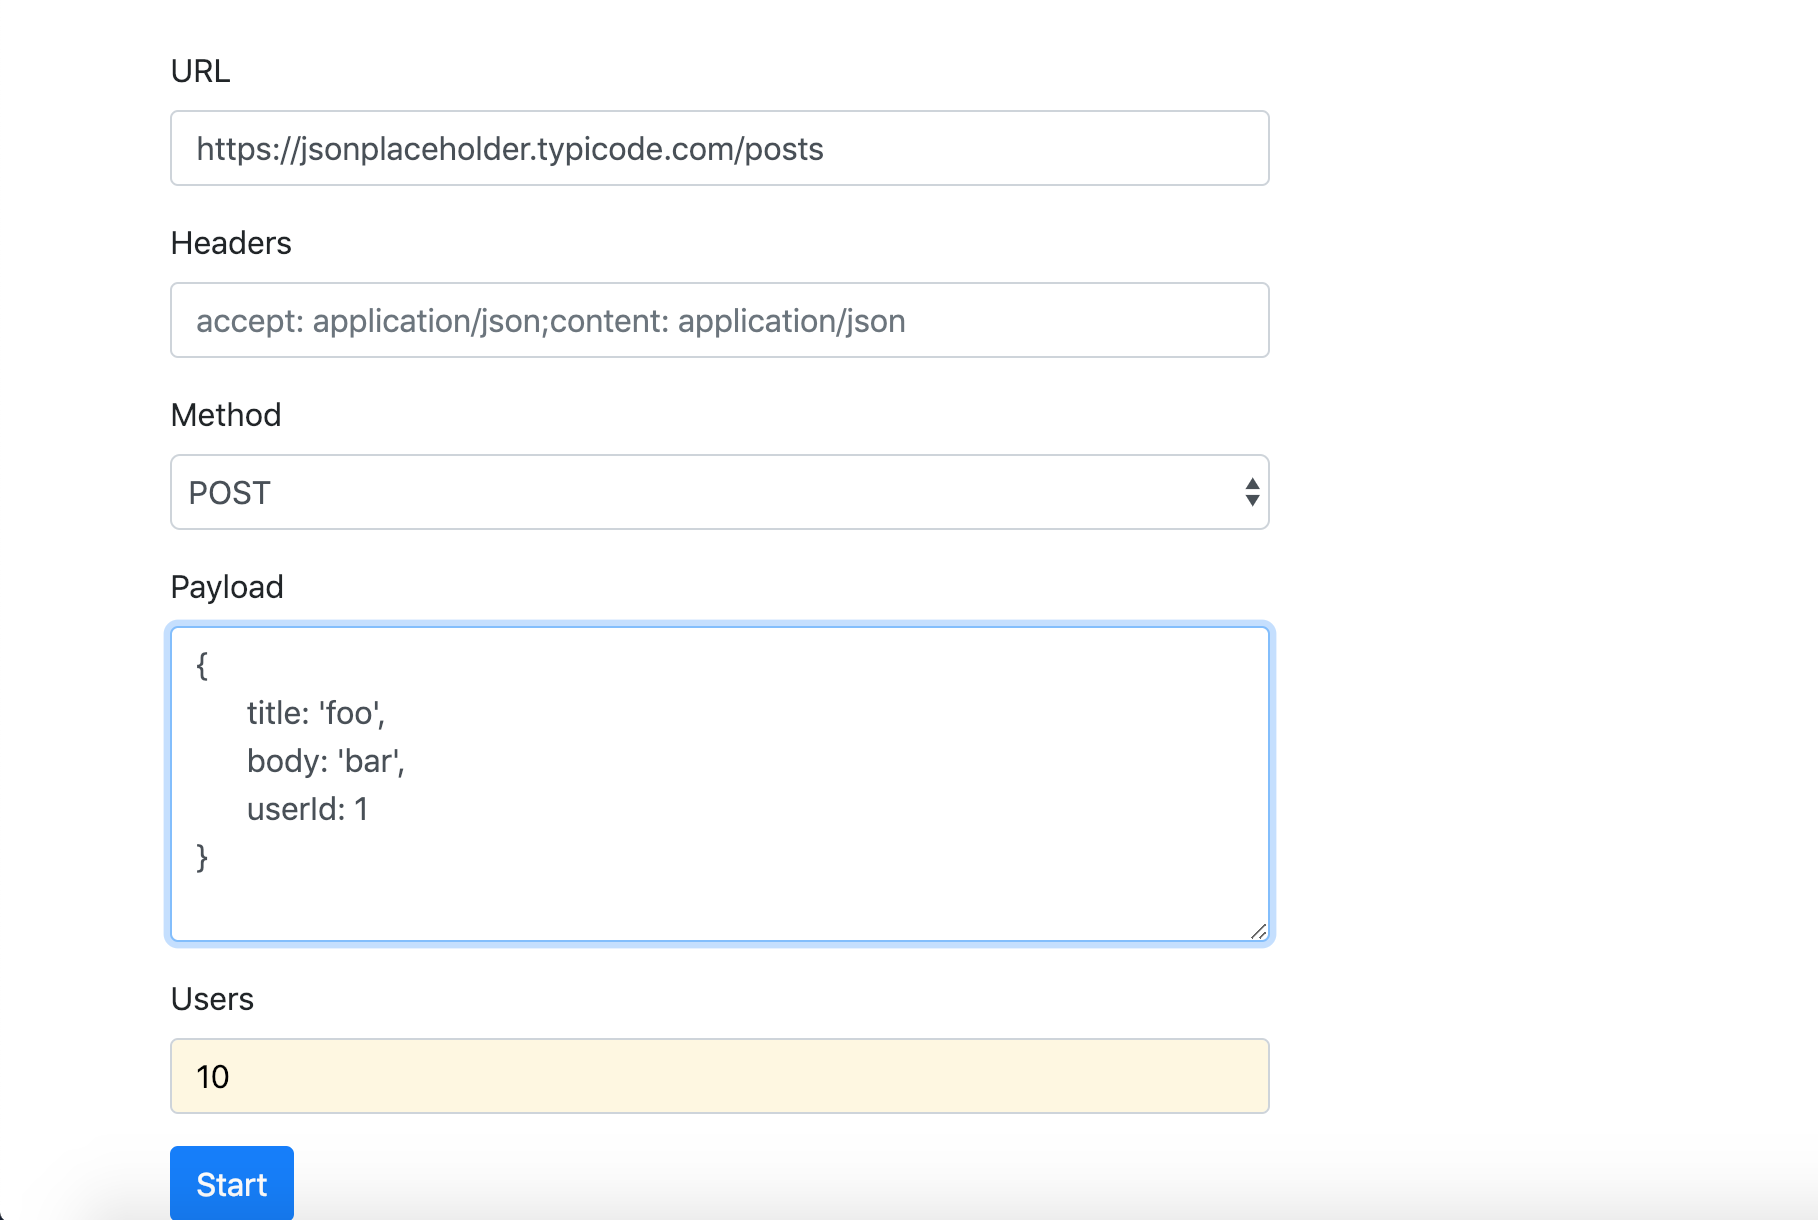 URL
https://jsonplaceholder.typicode.com/posts
Headers
accept: application/json;content: application/json
Method
POST
Payload
{
title: 'foo',
body: 'bar',
userId: 1
}
Users
10
Start